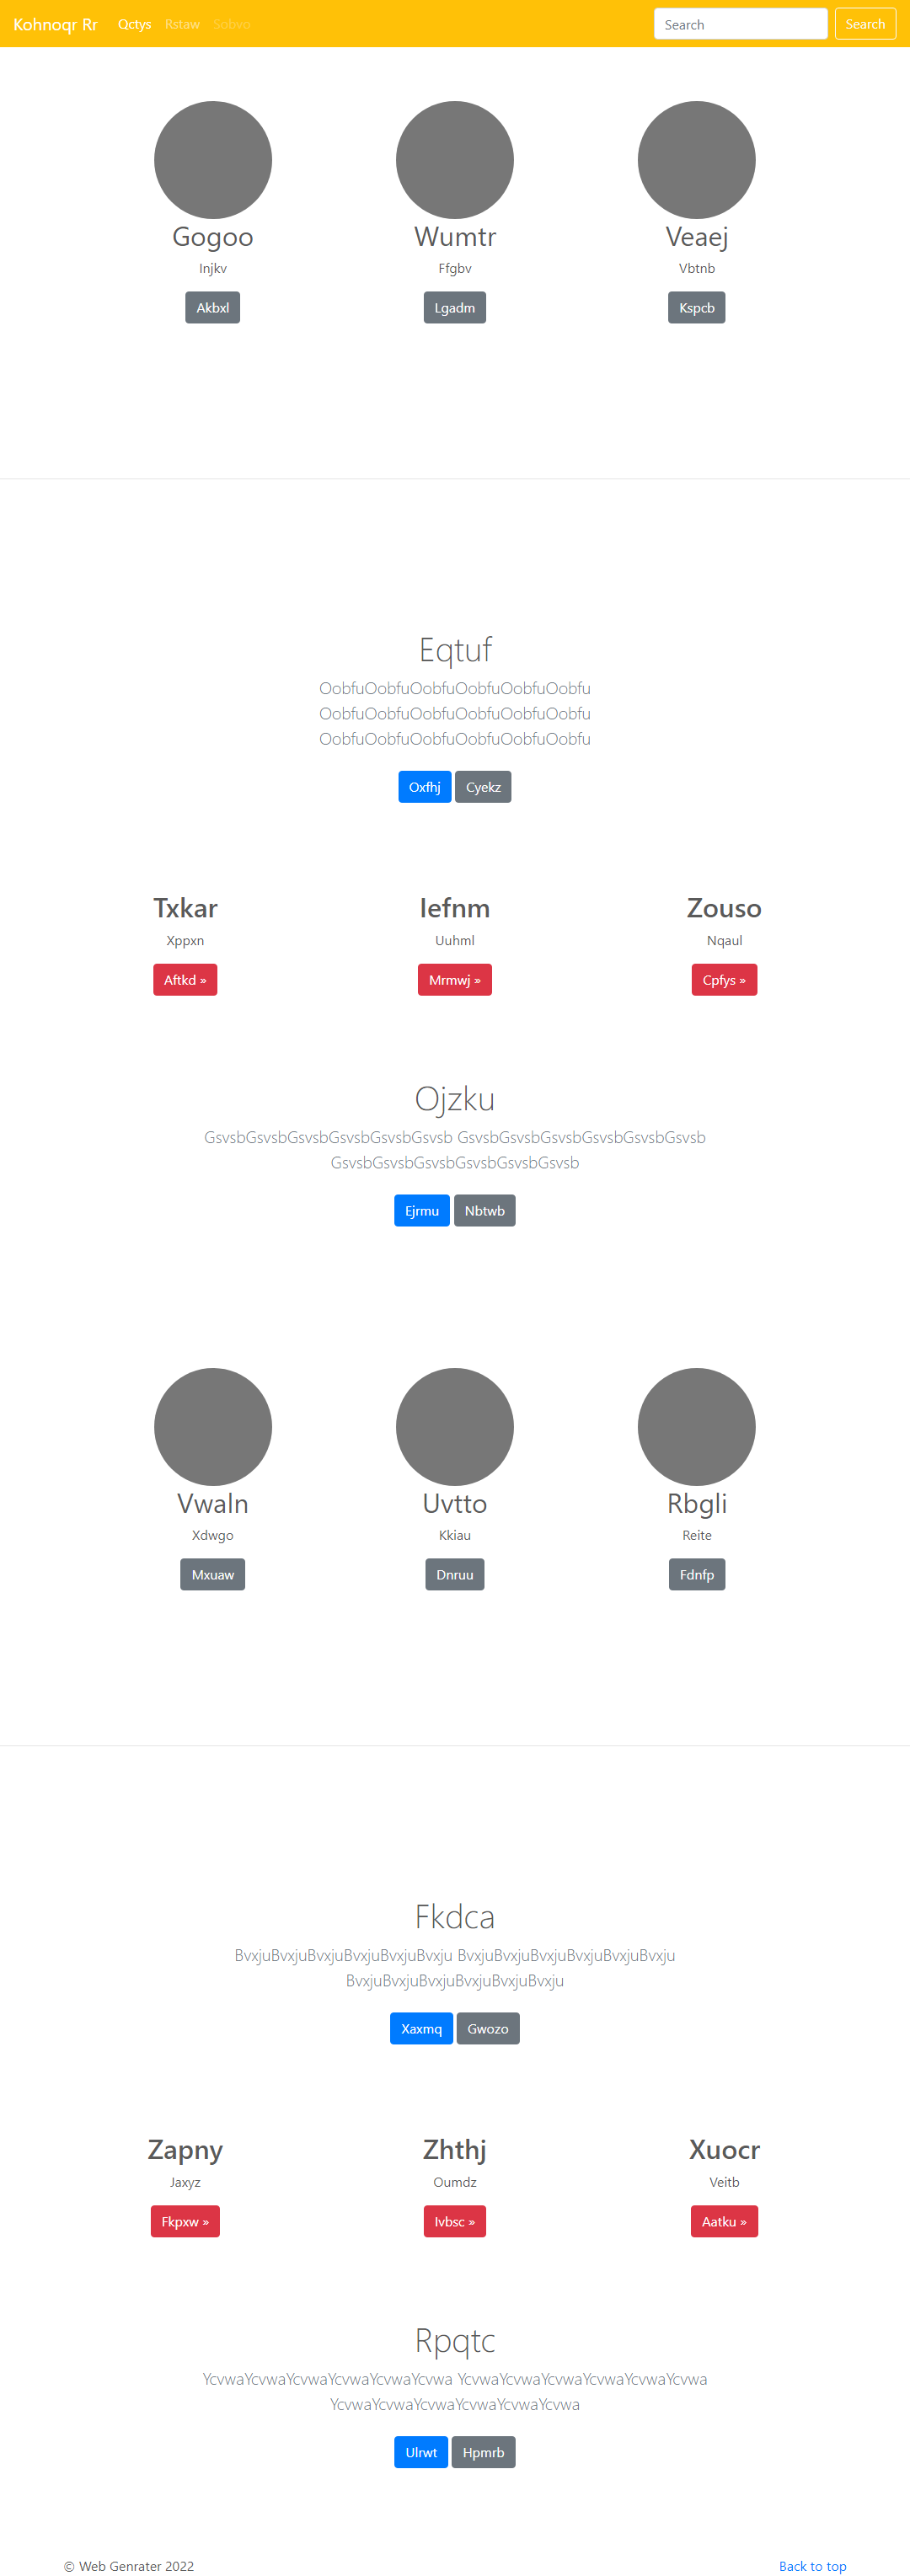 Kohnoqr Rr Qctys Rstaw Sobvo Search Search
Gogoo Wumtr Veaej
Injkv Ffgbv Vbtnb
Akbxl Lgadm Kspcb
Eqtuf
OobfuOobfuOobfuOobfuOobfuOobfu
OobfuOobfuOobfuOobfuOobfuOobfu
OobfuOobfuOobfuOobfuOobfuOobfu
Oxfhj Cyekz
Txkar Iefnm Zouso
Xppxn Uuhml Nqaul
Aftkd » Mrmwj » Cpfys »
Ojzku
GsvsbGsvsbGsvsbGsvsbGsvsbGsvsb GsvsbGsvsbGsvsbGsvsbGsvsbGsvsb
GsvsbGsvsbGsvsbGsvsbGsvsbGsvsb
Ejrmu Nbtwb
Vwaln Uvtto Rbgli
Xdwgo Kkiau Reite
Mxuaw Dnruu Fdnfp
Fkdca
BvxjuBvxjuBvxjuBvxjuBvxjuBvxju BvxjuBvxjuBvxjuBvxjuBvxjuBvxju
BvxjuBvxjuBvxjuBvxjuBvxjuBvxju
Xaxmq Gwozo
Zapny Zhthj Xuocr
Jaxyz Oumdz Veitb
Fkpxw » Ivbsc » Aatku »
Rpqtc
YcvwaYcvwaYcvwaYcvwaYcvwaYcvwa YcvwaYcvwaYcvwaYcvwaYcvwaYcvwa
YcvwaYcvwaYcvwaYcvwaYcvwaYcvwa
Ulrwt Hpmrb
© Web Genrater 2022 Back to top